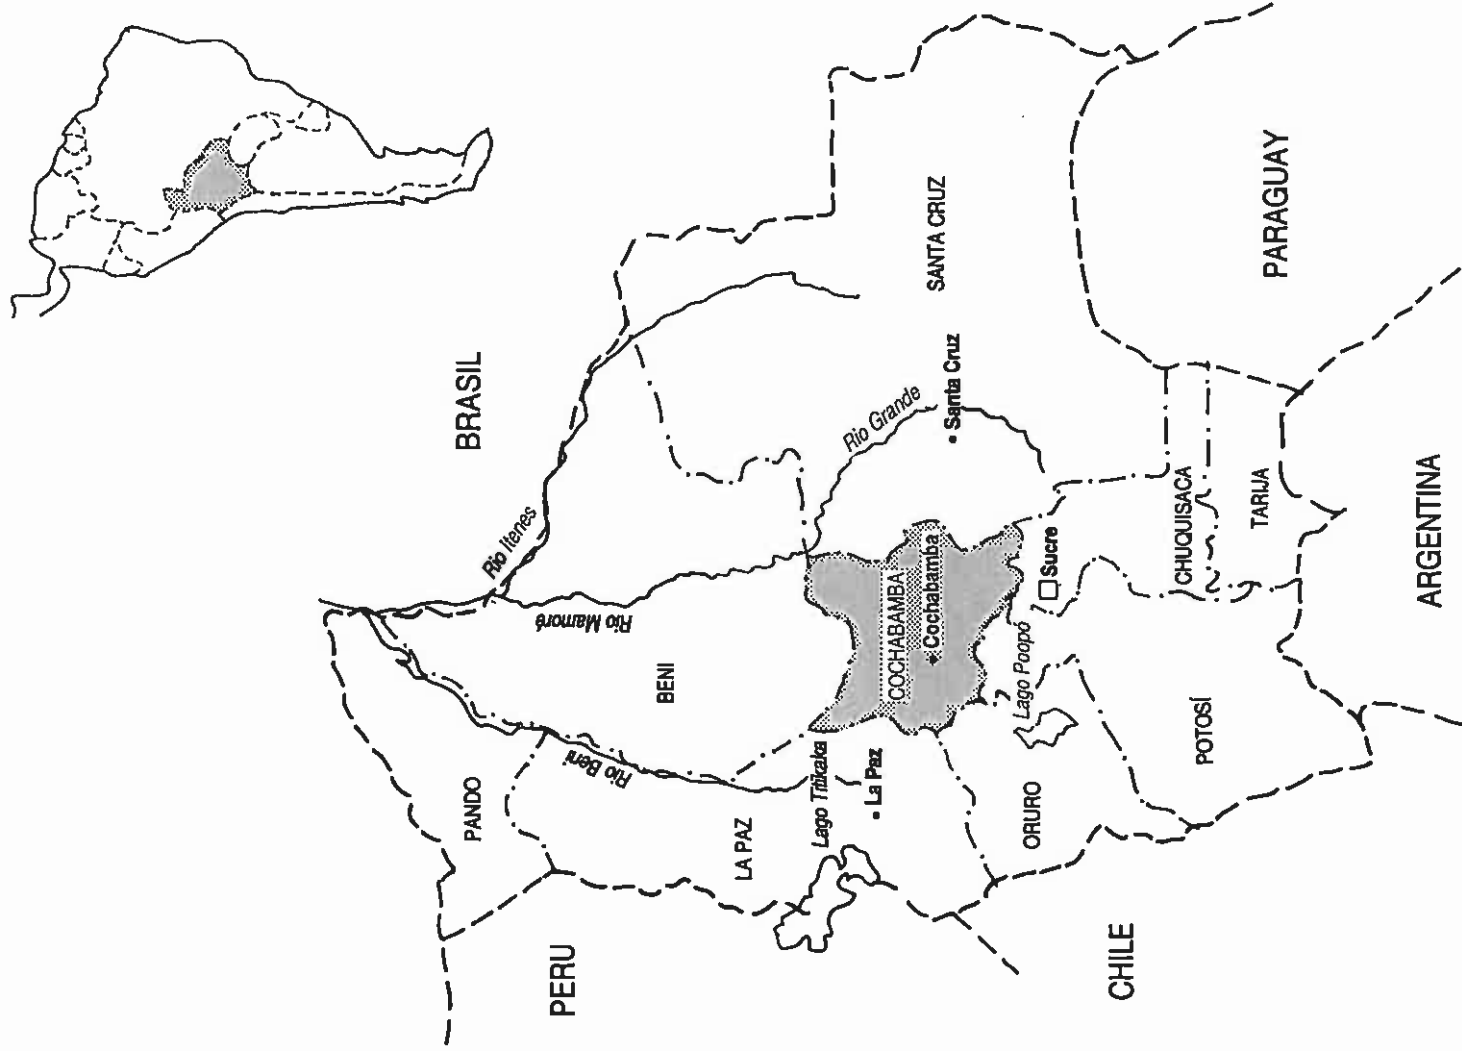 BRASIL
Rio Itenes
Rio Mamoré
Rio Beni
BENI
PANDO
PERU
LA PAZ
Lago Titikaka
La Paz
COCHABAMBA
Cochabamba
Rio Grande
Santa Cruz
SANTA CRUZ
Lago Poopó
Sucre
ORURO
POTOSÍ
CHUQUISACA
TARIJA
CHILE
ARGENTINA
PARAGUAY